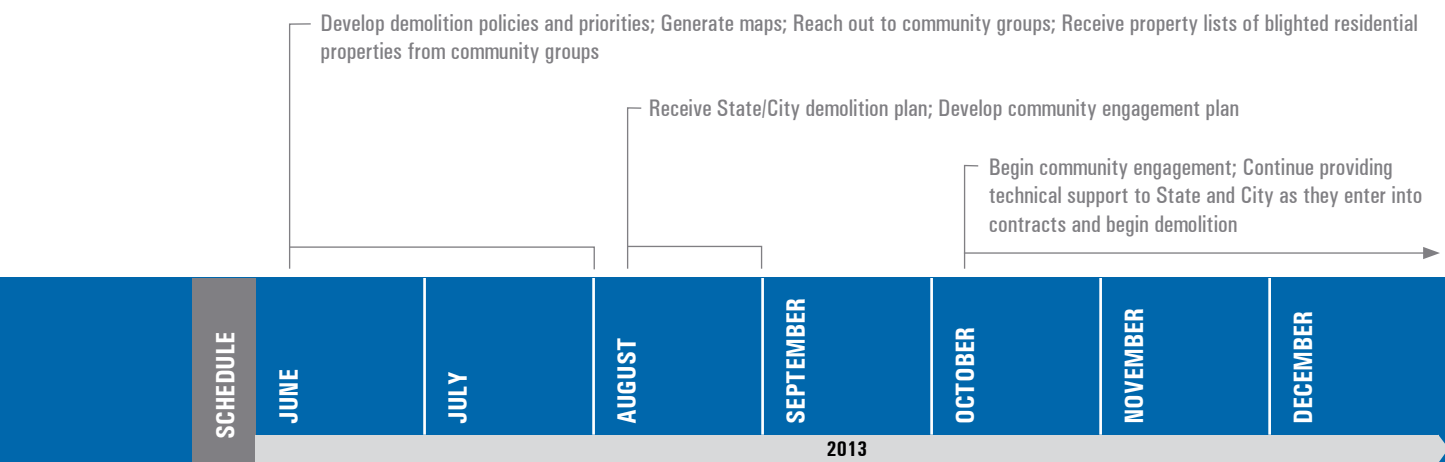 Develop demolition policies and priorities; Generate maps; Reach out to community groups; Receive property lists of blighted residential
properties from community groups
Receive State/City demolition plan; Develop community engagement plan
Begin community engagement; Continue providing
technical support to State and City as they enter into
contracts and begin demolition
SCHEDULE
JUNE
JULY
AUGUST
SEPTEMBER
OCTOBER
NOVEMBER
DECEMBER
2013